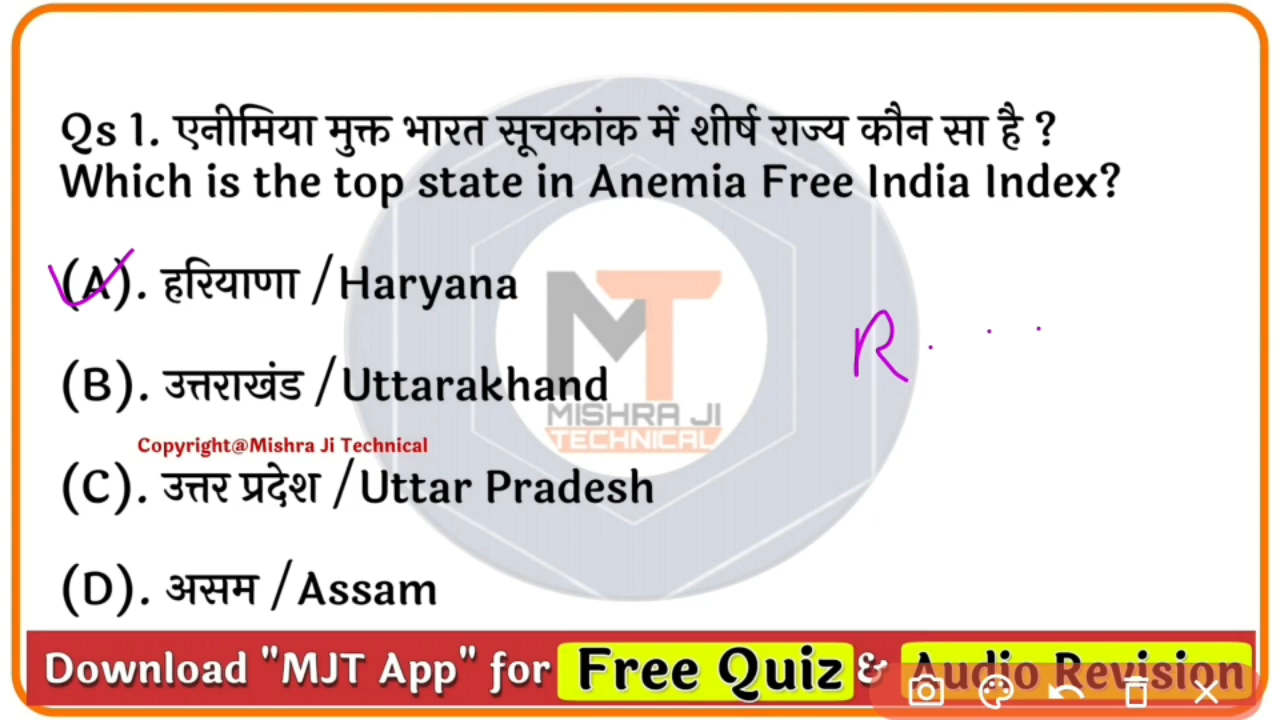 Qs 1. एनीमिया मुक्त भारत सूचकांक में शीर्ष राज्य कौन सा है ?
Which is the top state in Anemia Free India Index?
(A). हरियाणा / Haryana
R...
(B). उत्तराखंड / Uttarakhand
MT
MISHRA JI
TECHNICAL
Copyright@Mishra Ji Technical
(C). उत्तर प्रदेश / Uttar Pradesh
(D). असम / Assam
Download "MJT App" for Free Quiz & Audio Revision